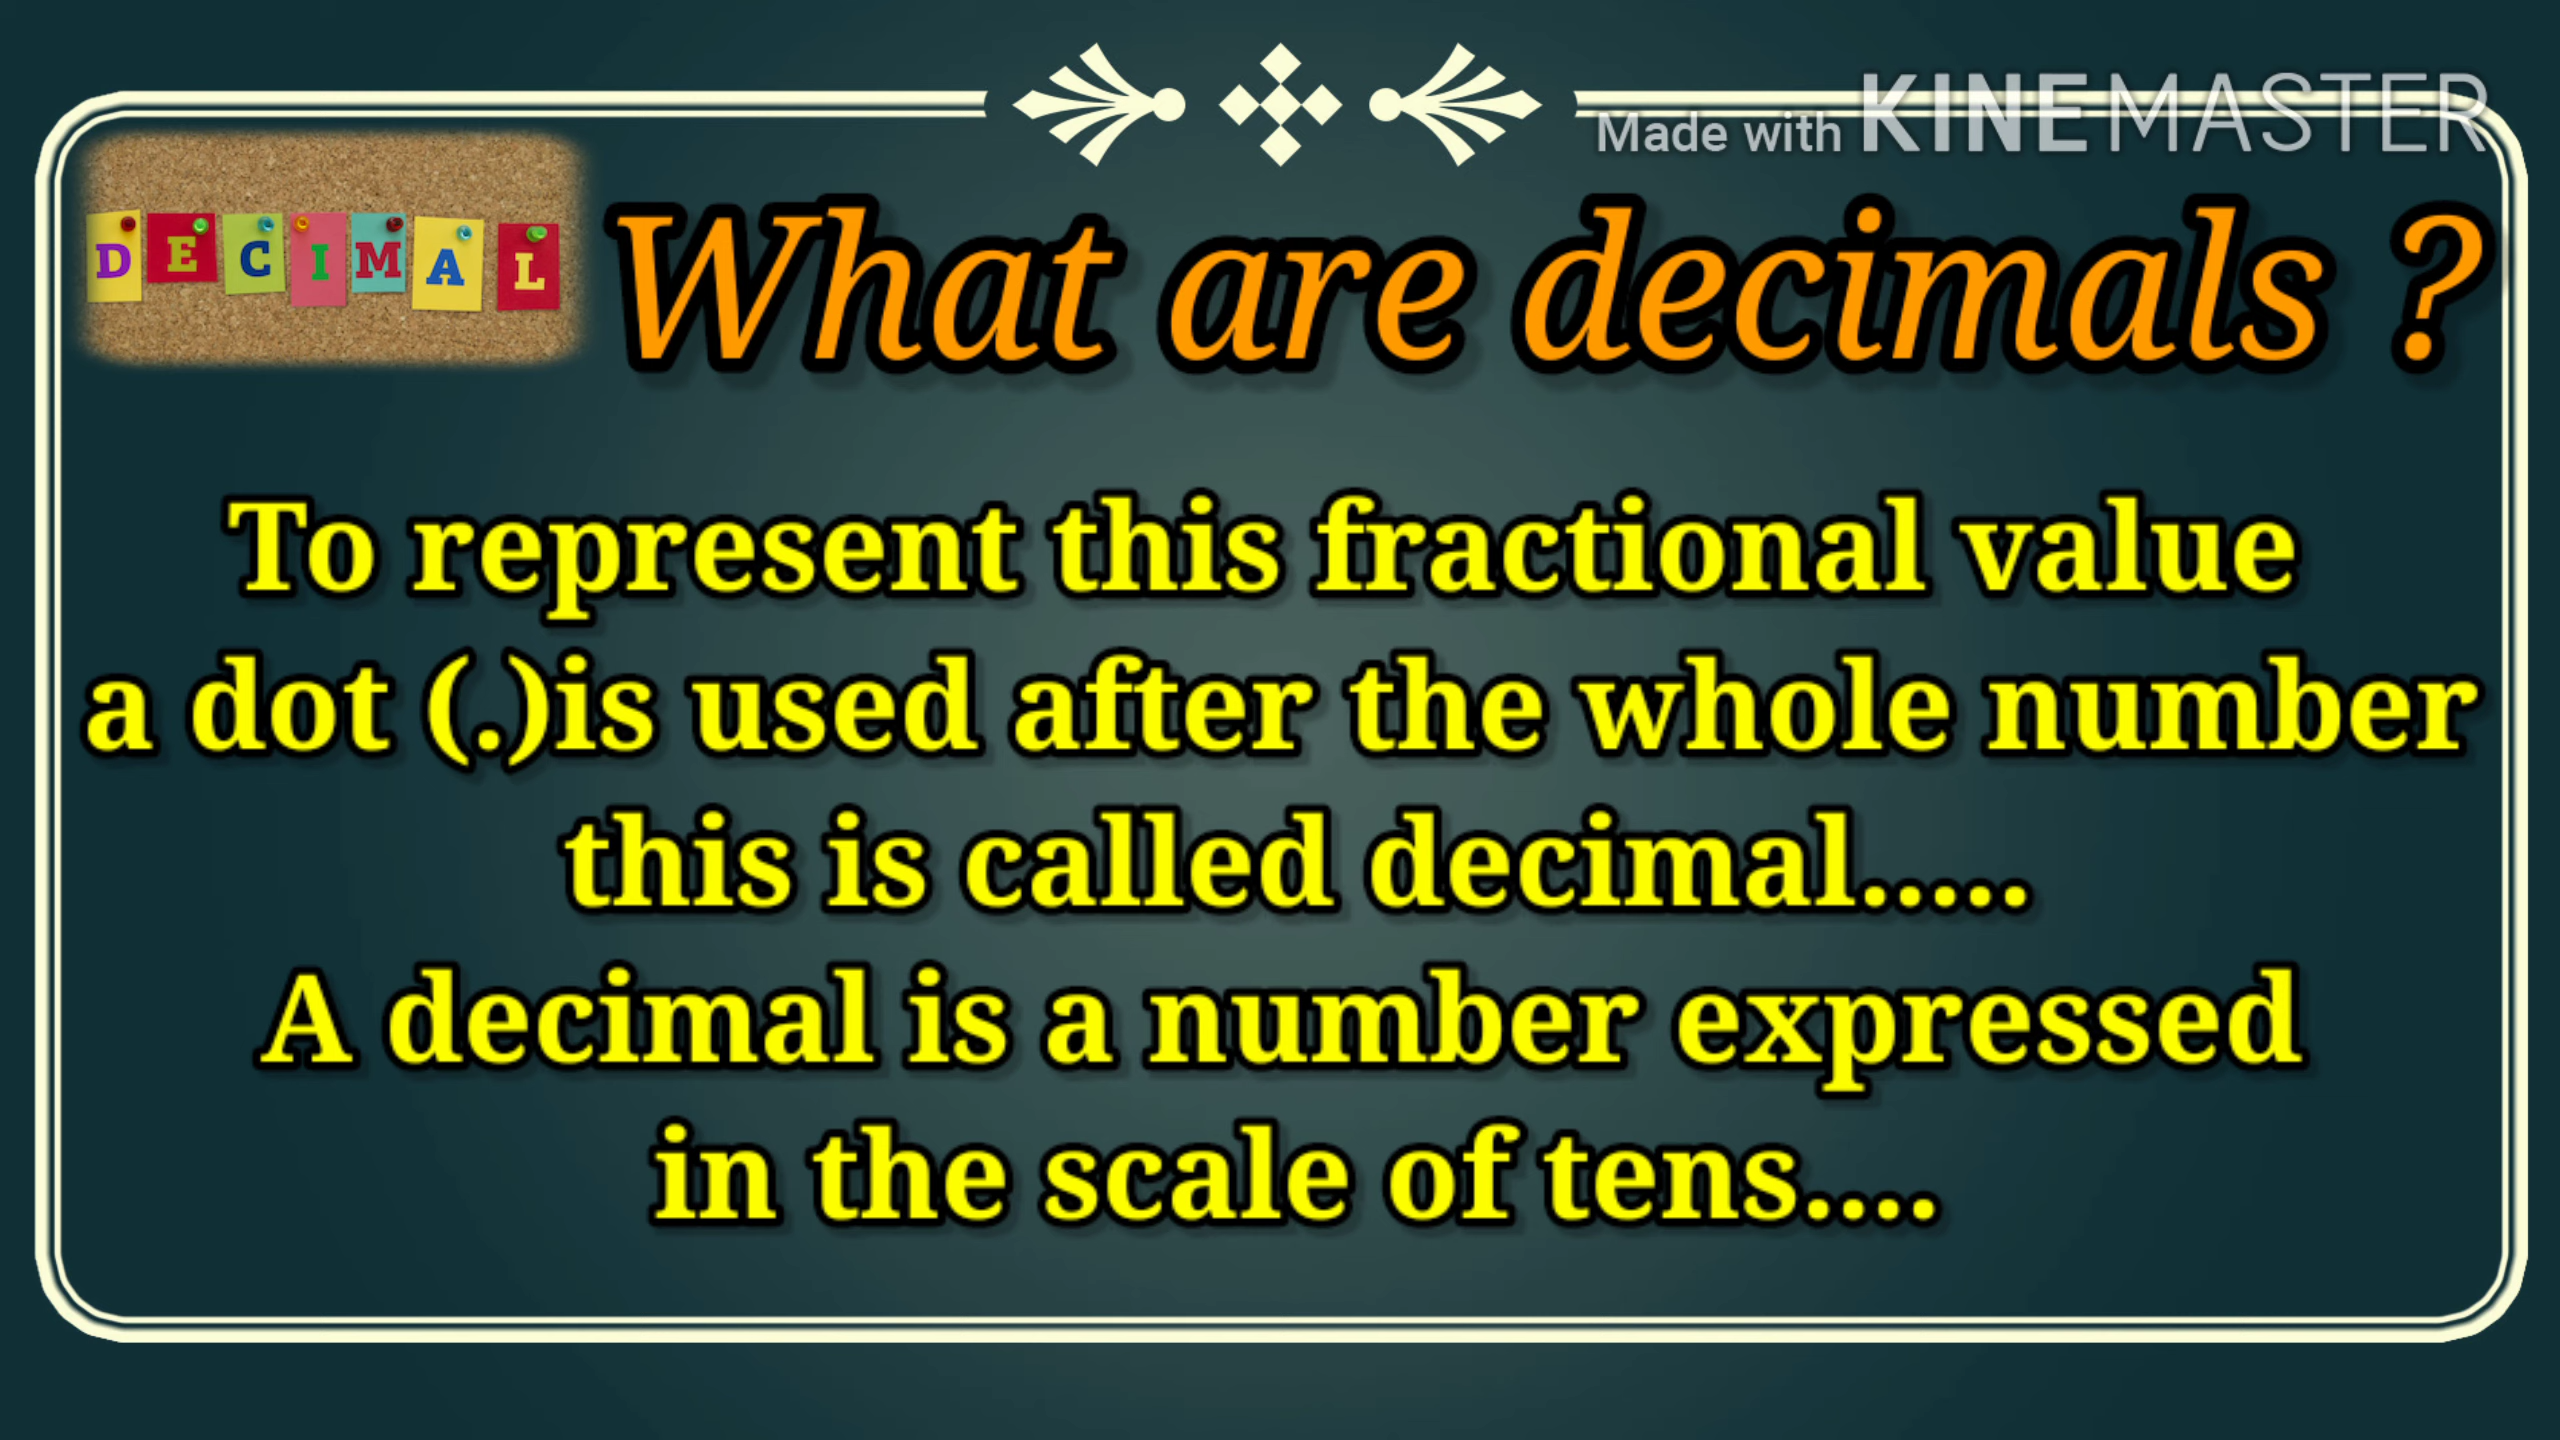 Made with KINEMASTER
DECIMAL
What are decimals ?
To represent this fractional value
a dot (.)is used after the whole number
this is called decimal.....
A decimal is a number expressed
in the scale of tens....